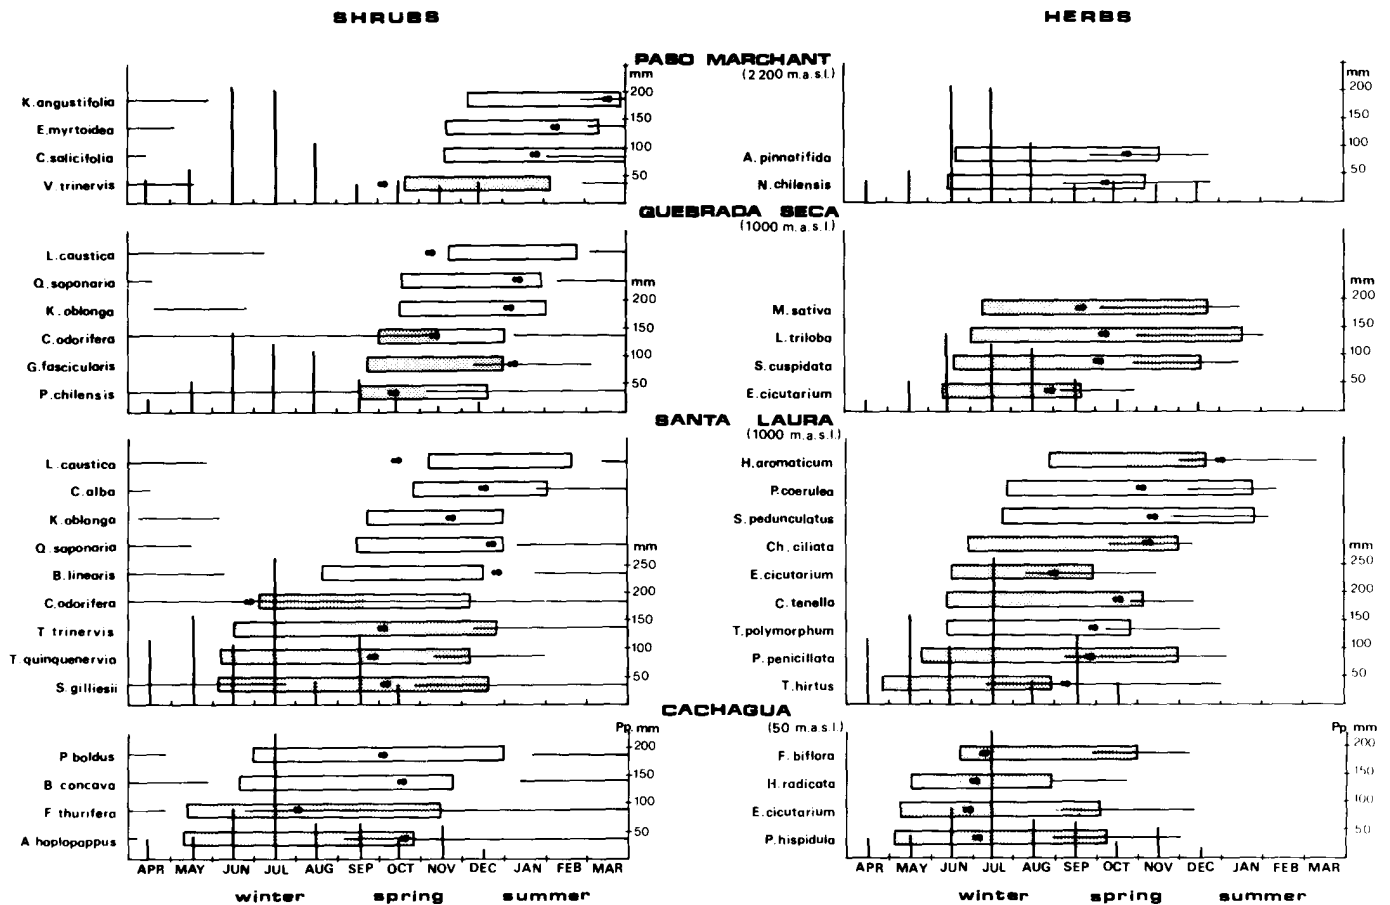 SHRUBS HERBS
PASO MARCHANT
(2 200 m.a.s.l.)
mm
200
150
100
50
K.angustifolia
E.myrtoidea
C.salicifolia
V.trinervis
mm
200
150
100
50
A.pinnatifida
N.chilensis
QUEBRADA SECA
(1000 m.a.s.l.)
L.caustica
Q.saponaria
K.oblonga
C.odorifera
G.fascicularis
P.chilensis
mm
200
150
100
50
M.sativa
L.triloba
S.cuspidata
E.cicutarium
mm
200
150
100
50
SANTA LAURA
(1000 m.a.s.l.)
L.caustica
C.alba
K.oblonga
Q.saponaria
B.linearis
C.odorifera
T.trinervis
T.quinquenervia
S.gilliesii
mm
250
200
150
100
50
H.aromaticum
P.coerulea
S.pedunculatus
Ch.ciliata
E.cicutarium
C.tenella
T.polymorphum
P.penicillata
T.hirtus
mm
250
200
150
100
50
CACHAGUA
(50 m.a.s.l.)
P boldus
B concava
F thurifera
A haplopappus
Pp. mm
200
150
100
50
F. biflora
H.radicata
E.cicutarium
P.hispidula
Pp. mm
200
150
100
50
APR MAY JUN JUL AUG SEP OCT NOV DEC JAN FEB MAR
winter spring summer
APR MAY JUN JUL AUG SEP OCT NOV DEC JAN FEB MAR
winter spring summer